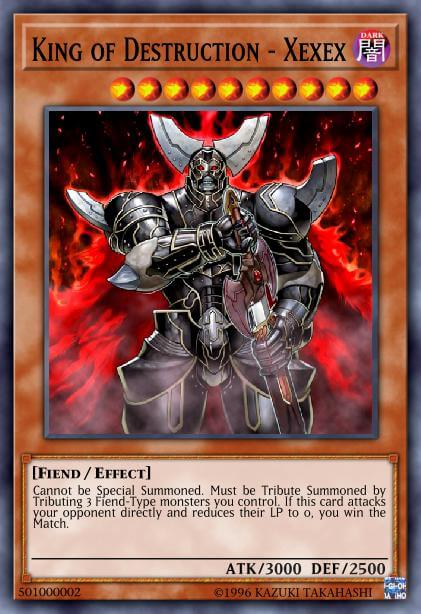 King of Destruction - Xexex
DARK
闇
[Fiend / Effect]
Cannot be Special Summoned. Must be Tribute Summoned by
Tributing 3 Fiend-Type monsters you control. If this card attacks
your opponent directly and reduces their LP to 0, you win the
Match.
ATK/3000 DEF/2500
501000002
©1996 KAZUKI TAKAHASHI